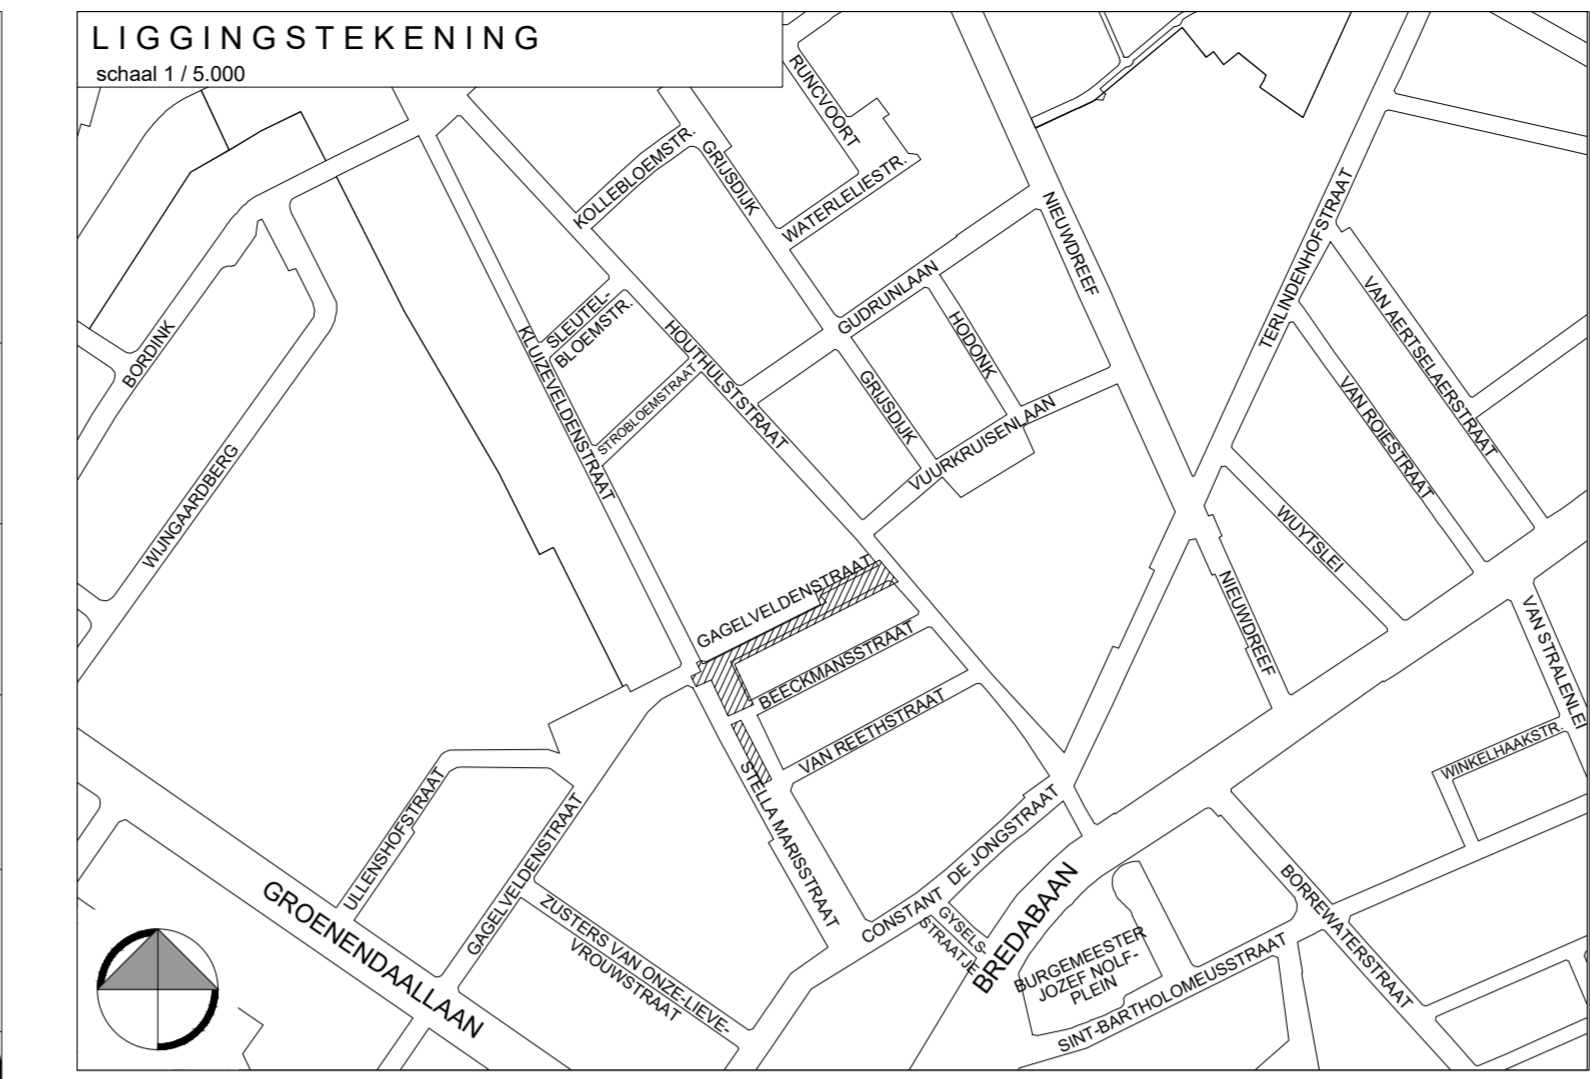 LIGGINGSTEKENING
schaal 1 / 5.000
RUNCVOORT
KOLLEBLOEMSTR.
GRIJSDIJK
WATERLELIESTR.
NIEUWDREEF
TERLINDENHOFSTRAAT
GUDRUNLAAN
SLEUTEL-
BLOEMSTR.
HODONK
VAN AERTSELAERSTRAAT
BORDINK
KLUIZEVELDENSTRAAT
HOUTHULSTSTRAAT
STROBLOEMSTRAAT
GRIJSDIJK
VAN ROIESTRAAT
VUURKRUISENLAAN
WIJNGAARDBERG
WUYTSLEI
GAGELVELDENSTRAAT
NIEUWDREEF
VAN STRALENLEI
BEECKMANSSTRAAT
VAN REETHSTRAAT
WINKELHAAKSTR.
STELLA MARISSTRAAT
ULLENSHOFSTRAAT
GAGELVELDENSTRAAT
CONSTANT DE JONGSTRAAT
GROENENDAALLAAN
ZUSTERS VAN ONZE-LIEVE-
VROUWSTRAAT
GYSELS-
STRAATJE
BREDABAAN
BURGEMEESTER
JOZEF NOLF-
PLEIN
BORREWATERSTRAAT
SINT-BARTHOLOMEUSSTRAAT